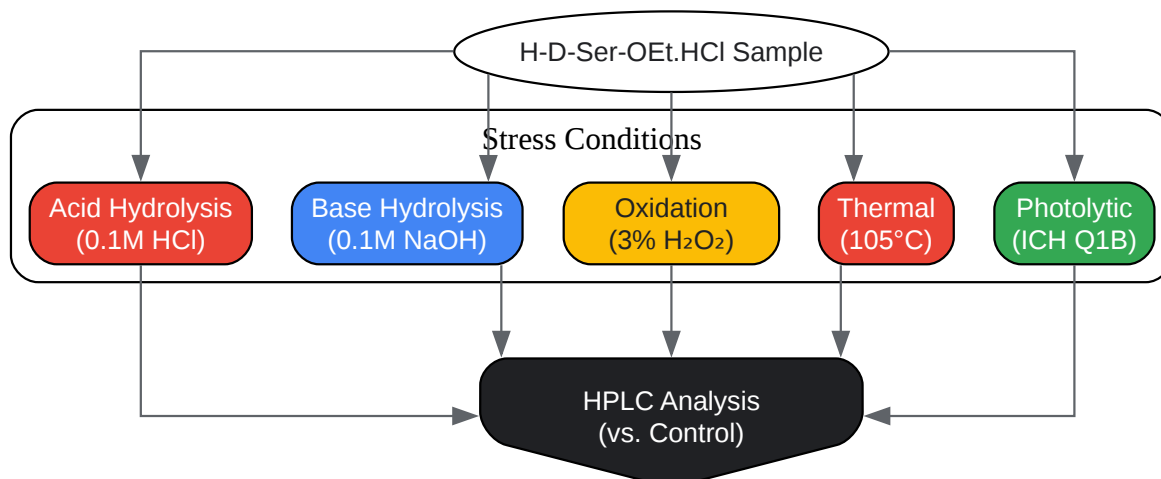 H-D-Ser-OEt.HCl Sample
Stress Conditions
Acid Hydrolysis
(0.1M HCl)
Base Hydrolysis
(0.1M NaOH)
Oxidation
(3% H₂O₂)
Thermal
(105°C)
Photolytic
(ICH Q1B)
HPLC Analysis
(vs. Control)